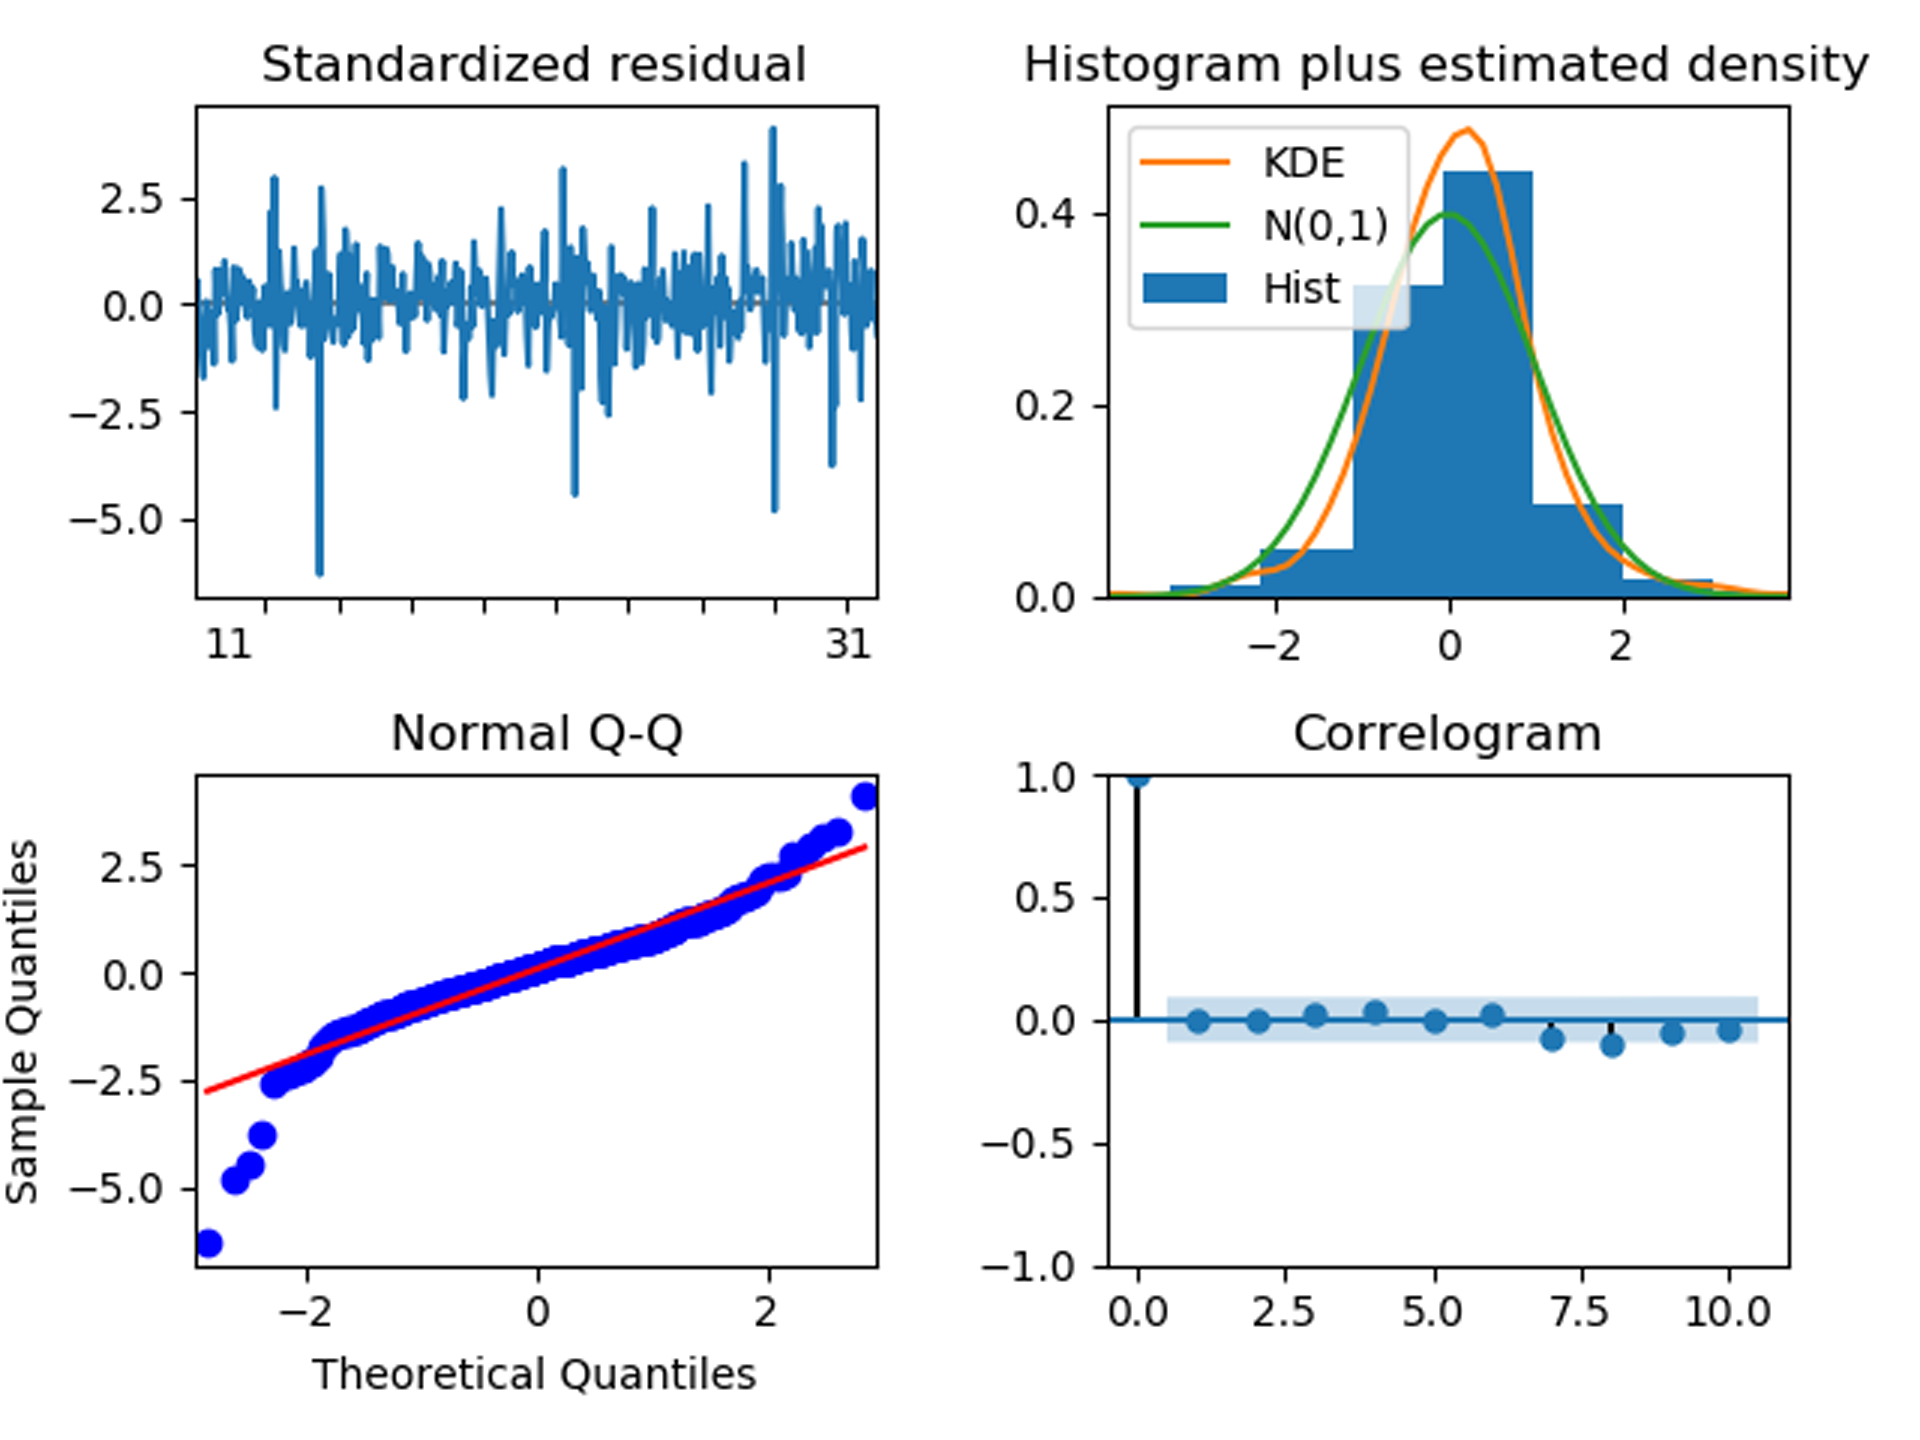 Standardized residual
2.5
0.0
−2.5
−5.0
11 31
Histogram plus estimated density
KDE
N(0,1)
Hist
0.4
0.2
0.0
−2 0 2
Normal Q-Q
Sample Quantiles
2.5
0.0
−2.5
−5.0
−2 0 2
Theoretical Quantiles
Correlogram
1.0
0.5
0.0
−0.5
−1.0
0.0 2.5 5.0 7.5 10.0